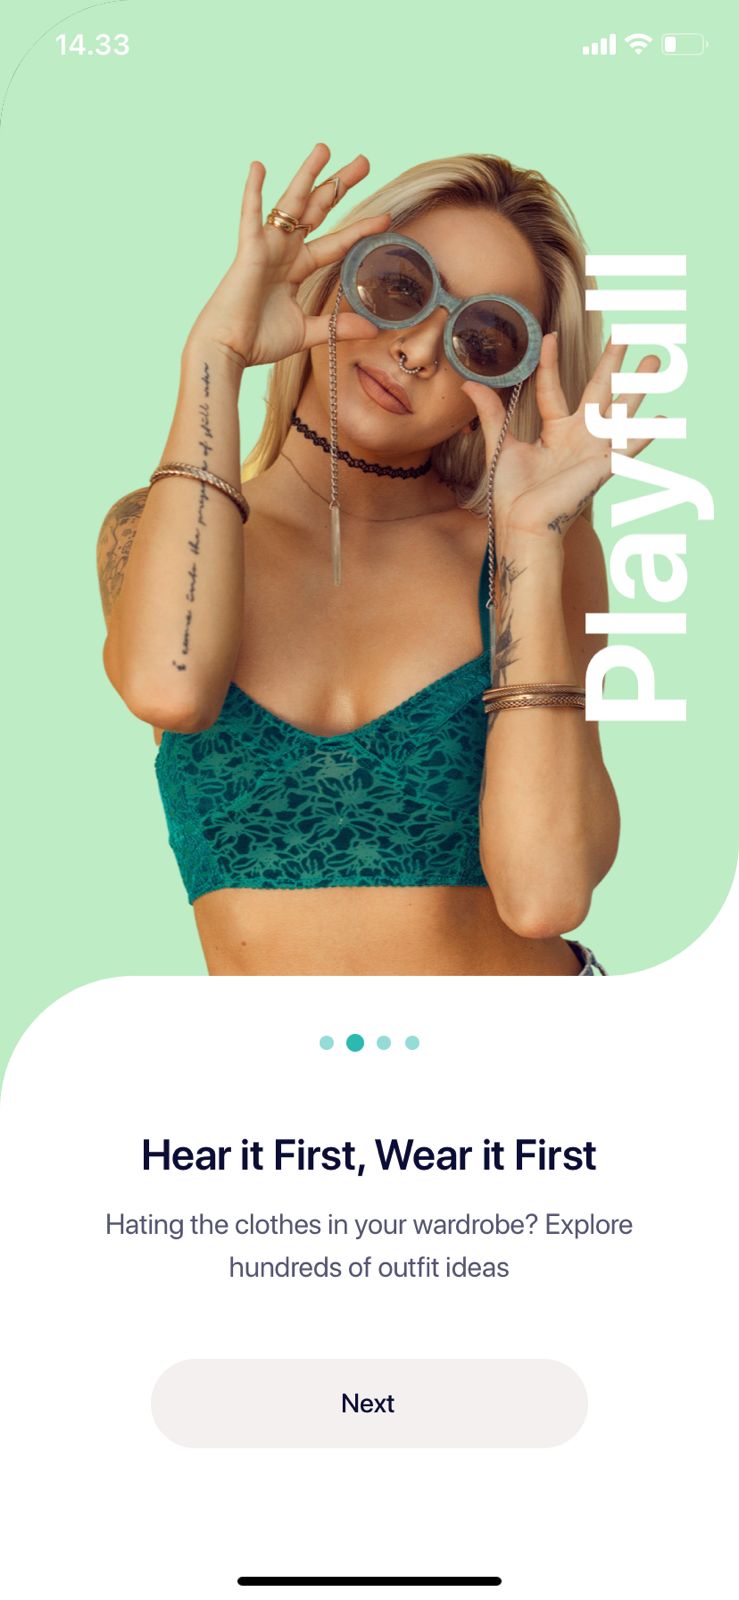 14.33
Playfull
Hear it First, Wear it First
Hating the clothes in your wardrobe? Explore
hundreds of outfit ideas
Next